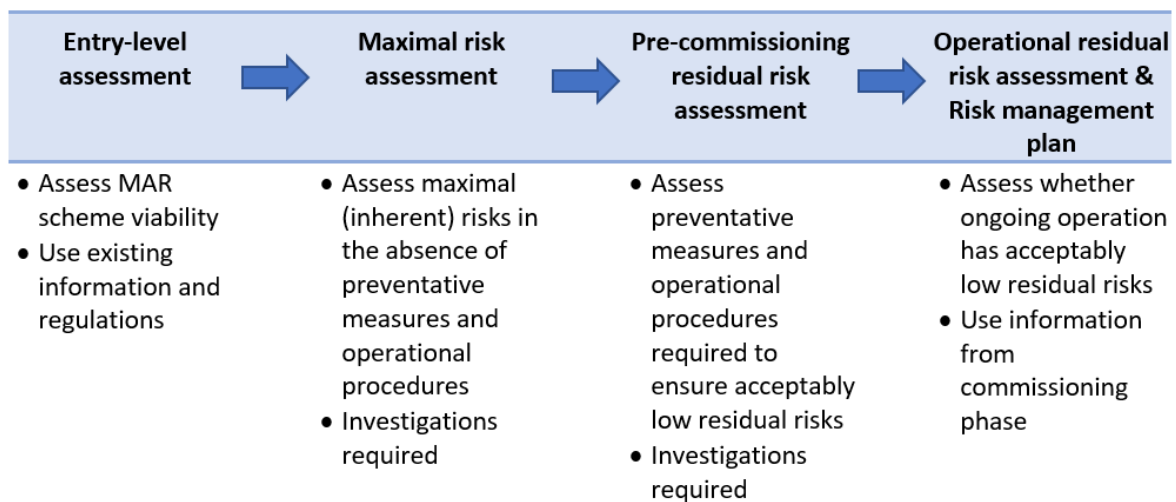 Entry-level
assessment
Maximal risk
assessment
Pre-commissioning
residual risk
assessment
Operational residual
risk assessment &
Risk management
plan
• Assess MAR
scheme viability
• Use existing
information and
regulations
• Assess maximal
(inherent) risks in
the absence of
preventative
measures and
operational
procedures
• Investigations
required
• Assess
preventative
measures and
operational
procedures
required to
ensure acceptably
low residual risks
• Investigations
required
• Assess whether
ongoing operation
has acceptably
low residual risks
• Use information
from
commissioning
phase